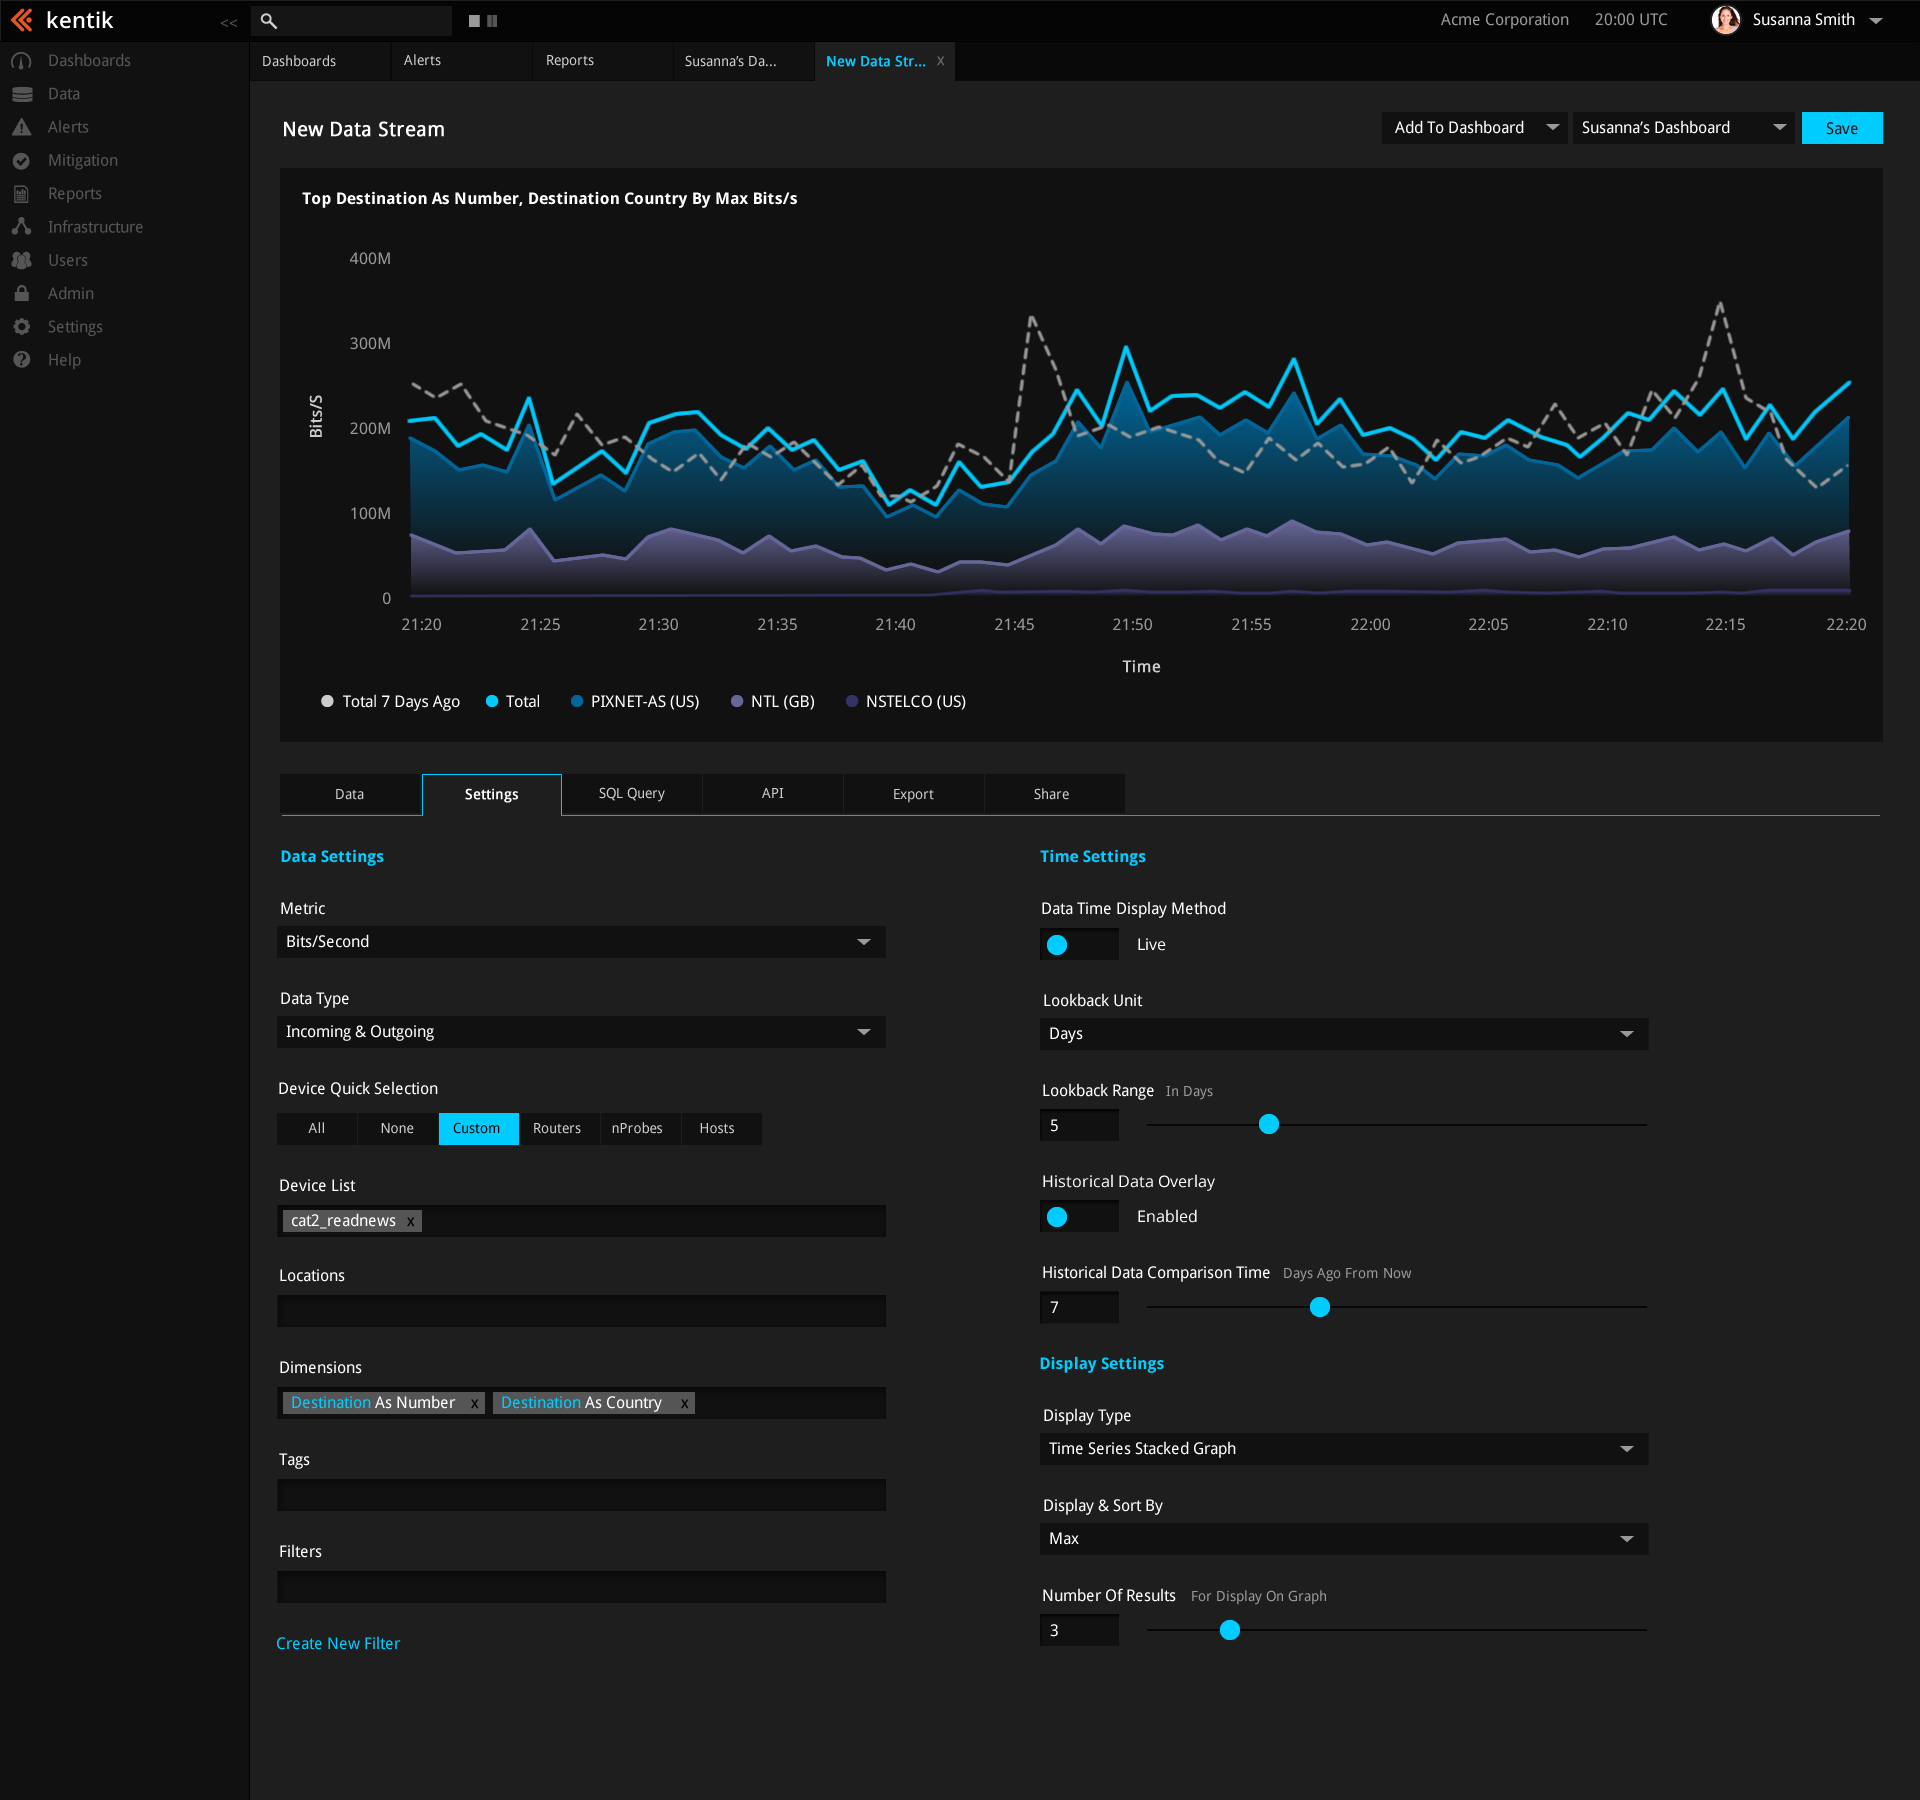 kentik
<<
Acme Corporation 20:00 UTC Susanna Smith
Dashboards
Data
Alerts
Mitigation
Reports
Infrastructure
Users
Admin
Settings
Help
Dashboards Alerts Reports Susanna’s Da... New Data Str... x
New Data Stream
Add To Dashboard Susanna’s Dashboard Save
Top Destination As Number, Destination Country By Max Bits/s
400M
300M
200M
100M
0
Bits/S
21:20 21:25 21:30 21:35 21:40 21:45 21:50 21:55 22:00 22:05 22:10 22:15 22:20
Time
Total 7 Days Ago Total PIXNET-AS (US) NTL (GB) NSTELCO (US)
Data Settings SQL Query API Export Share
Data Settings
Metric
Bits/Second
Data Type
Incoming & Outgoing
Device Quick Selection
All None Custom Routers nProbes Hosts
Device List
cat2_readnews x
Locations
Dimensions
Destination As Number x Destination As Country x
Tags
Filters
Create New Filter
Time Settings
Data Time Display Method
Live
Lookback Unit
Days
Lookback Range In Days
5
Historical Data Overlay
Enabled
Historical Data Comparison Time Days Ago From Now
7
Display Settings
Display Type
Time Series Stacked Graph
Display & Sort By
Max
Number Of Results For Display On Graph
3